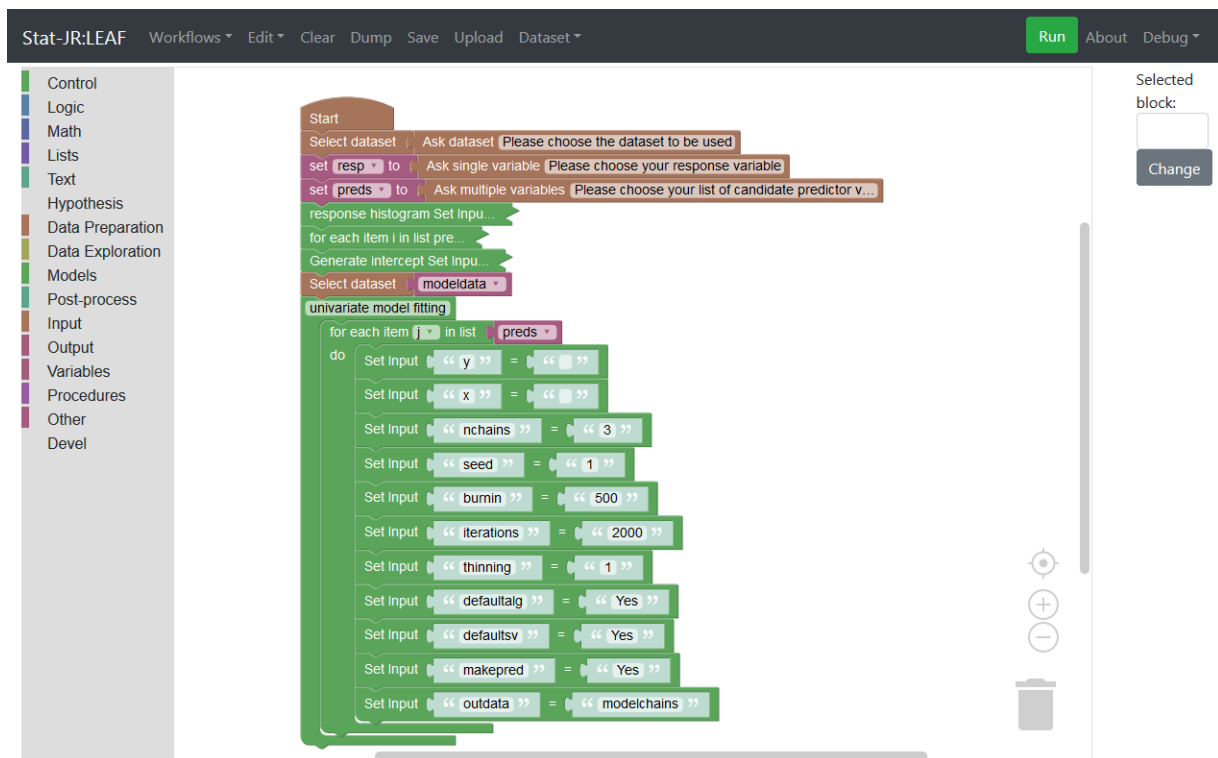 Stat-JR:LEAF Workflows Edit Clear Dump Save Upload Dataset Run About Debug
Control
Logic
Math
Lists
Text
Hypothesis
Data Preparation
Data Exploration
Models
Post-process
Input
Output
Variables
Procedures
Other
Devel
Start
Select dataset Ask dataset Please choose the dataset to be used
set resp to Ask single variable Please choose your response variable
set preds to Ask multiple variables Please choose your list of candidate predictor v...
response histogram Set Inpu...
for each item i in list pre...
Generate intercept Set Inpu...
Select dataset modeldata
univariate model fitting
for each item j in list preds
do Set Input “ y ” = “ ”
Set Input “ x ” = “ ”
Set Input “ nchains ” = “ 3 ”
Set Input “ seed ” = “ 1 ”
Set Input “ burnin ” = “ 500 ”
Set Input “ iterations ” = “ 2000 ”
Set Input “ thinning ” = “ 1 ”
Set Input “ defaultalg ” = “ Yes ”
Set Input “ defaultsv ” = “ Yes ”
Set Input “ makepred ” = “ Yes ”
Set Input “ outdata ” = “ modelchains ”
Selected
block:
Change